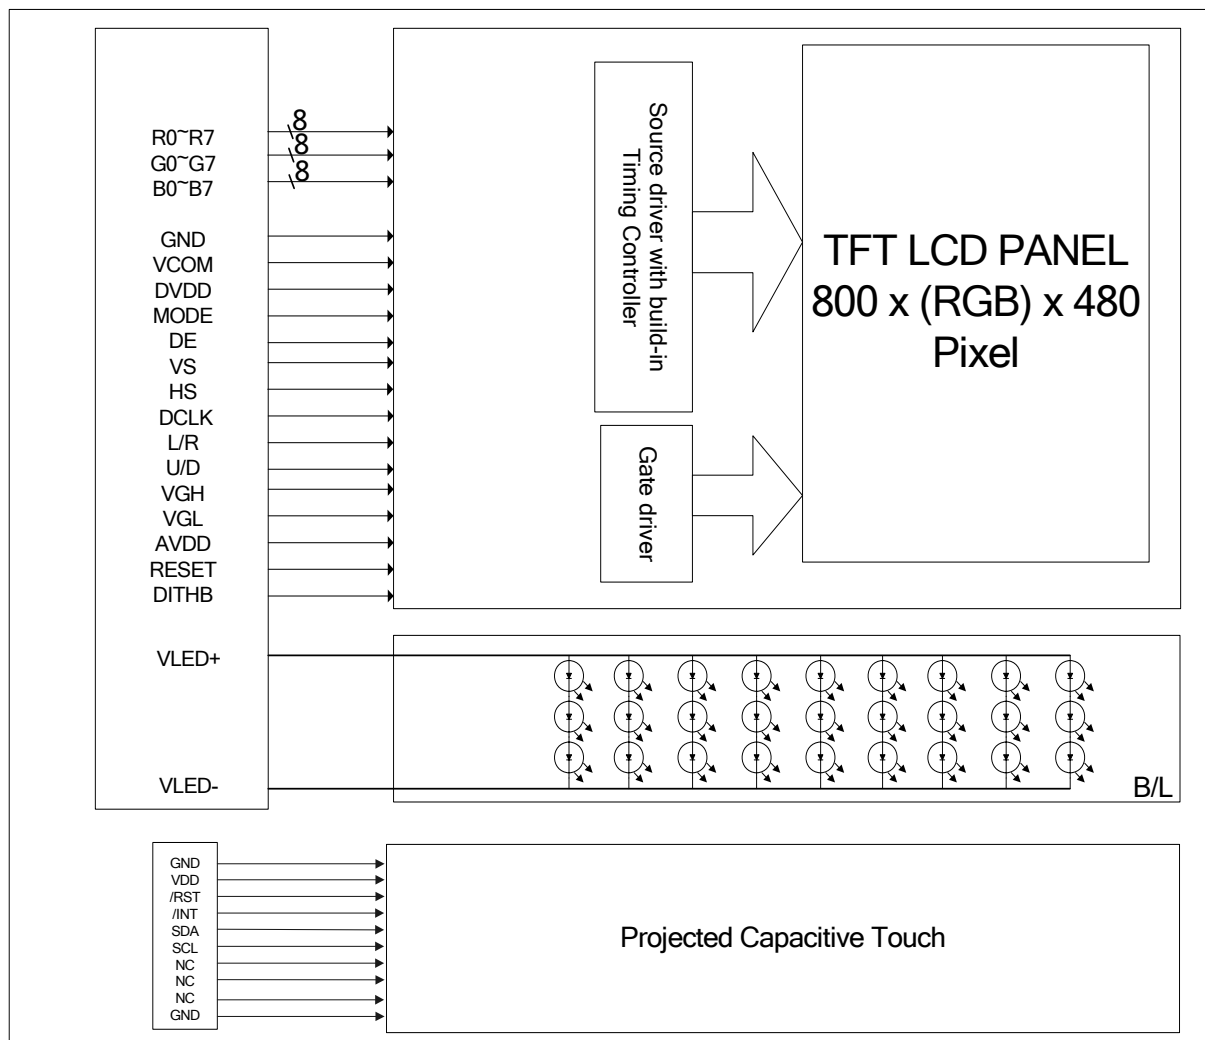 R0~R7
G0~G7
B0~B7
8
8
8
GND
VCOM
DVDD
MODE
DE
VS
HS
DCLK
L/R
U/D
VGH
VGL
AVDD
RESET
DITHB
VLED+
VLED-
Source driver with build-in
Timing Controller
Gate driver
TFT LCD PANEL
800 x (RGB) x 480
Pixel
B/L
GND
VDD
/RST
/INT
SDA
SCL
NC
NC
NC
GND
Projected Capacitive Touch